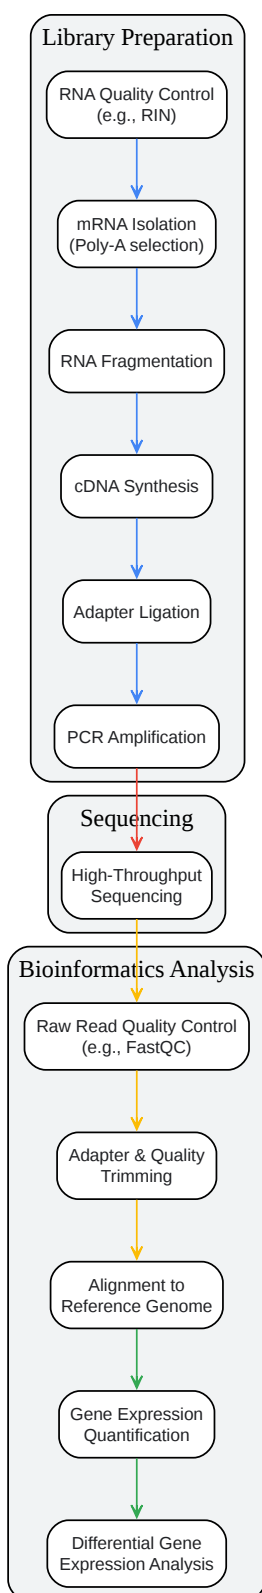 Library Preparation
RNA Quality Control
(e.g., RIN)
mRNA Isolation
(Poly-A selection)
RNA Fragmentation
cDNA Synthesis
Adapter Ligation
PCR Amplification
Sequencing
High-Throughput
Sequencing
Bioinformatics Analysis
Raw Read Quality Control
(e.g., FastQC)
Adapter & Quality
Trimming
Alignment to
Reference Genome
Gene Expression
Quantification
Differential Gene
Expression Analysis